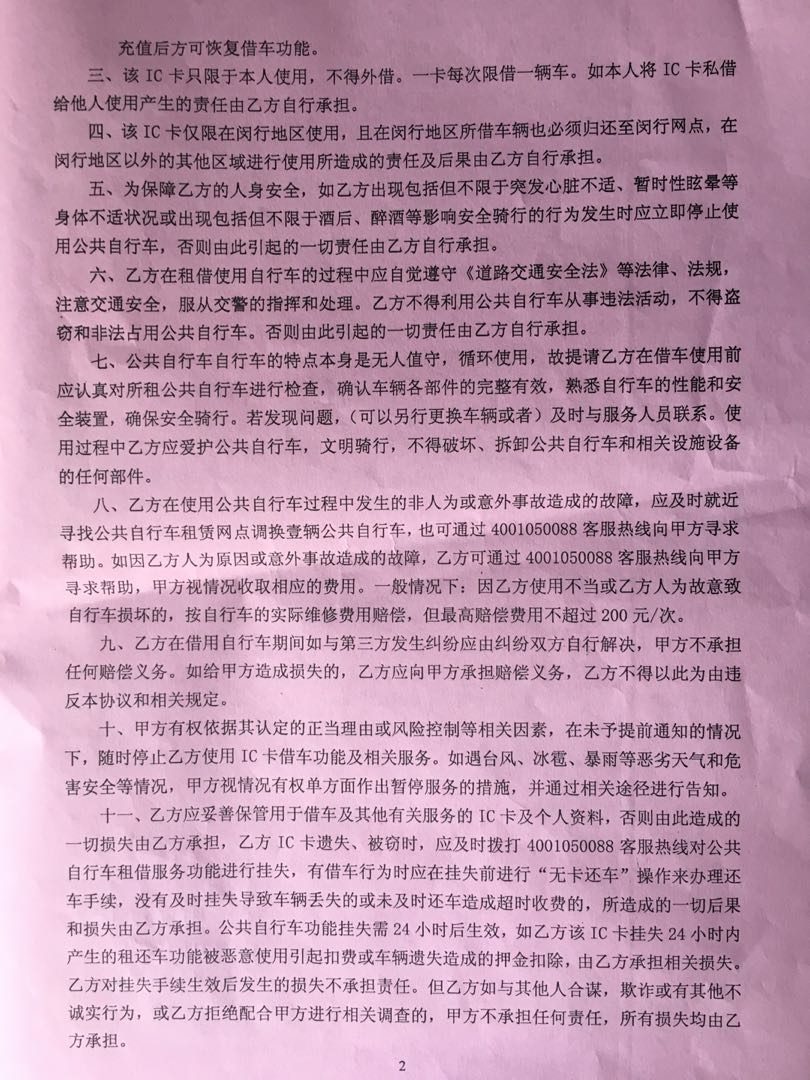 充值后方可恢复借车功能。
三、该 IC 卡只限于本人使用，不得外借。一卡每次限借一辆车。如本人将 IC 卡私借
给他人使用产生的责任由乙方自行承担。
四、该 IC 卡仅限在闵行地区使用，且在闵行地区所借车辆也必须归还至闵行网点，在
闵行地区以外的其他区域进行使用所造成的责任及后果由乙方自行承担。
五、为保障乙方的人身安全，如乙方出现包括但不限于突发心脏不适、暂时性眩晕等
身体不适状况或出现包括但不限于酒后、醉酒等影响安全骑行的行为发生时应立即停止使
用公共自行车，否则由此引起的一切责任由乙方自行承担。
六、乙方在租借使用自行车的过程中应自觉遵守《道路交通安全法》等法律、法规，
注意交通安全，服从交警的指挥和处理。乙方不得利用公共自行车从事违法活动，不得盗
窃和非法占用公共自行车。否则由此引起的一切责任由乙方自行承担。
七、公共自行车自行车的特点本身是无人值守，循环使用，故提请乙方在借车使用前
应认真对所租公共自行车进行检查，确认车辆各部件的完整有效，熟悉自行车的性能和安
全装置，确保安全骑行。若发现问题，（可以另行更换车辆或者）及时与服务人员联系。使
用过程中乙方应爱护公共自行车，文明骑行，不得破坏、拆卸公共自行车和相关设施设备
的任何部件。
八、乙方在使用公共自行车过程中发生的非人为或意外事故造成的故障，应及时就近
寻找公共自行车租赁网点调换壹辆公共自行车，也可通过 4001050088 客服热线向甲方寻求
帮助。如因乙方人为原因或意外事故造成的故障，乙方可通过 4001050088 客服热线向甲方
寻求帮助，甲方视情况收取相应的费用。一般情况下：因乙方使用不当或乙方人为故意致
自行车损坏的，按自行车的实际维修费用赔偿，但最高赔偿费用不超过 200 元/次。
九、乙方在借用自行车期间如与第三方发生纠纷应由纠纷双方自行解决，甲方不承担
任何赔偿义务。如给甲方造成损失的，乙方应向甲方承担赔偿义务，乙方不得以此为由违
反本协议和相关规定。
十、甲方有权依据其认定的正当理由或风险控制等相关因素，在未予提前通知的情况
下，随时停止乙方使用 IC 卡借车功能及相关服务。如遇台风、冰雹、暴雨等恶劣天气和危
害安全等情况，甲方视情况有权单方面作出暂停服务的措施，并通过相关途径进行告知。
十一、乙方应妥善保管用于借车及其他有关服务的 IC 卡及个人资料，否则由此造成的
一切损失由乙方承担，乙方 IC 卡遗失、被窃时，应及时拨打 4001050088 客服热线对公共
自行车租借服务功能进行挂失，有借车行为时应在挂失前进行“无卡还车”操作来办理还
车手续，没有及时挂失导致车辆丢失的或未及时还车造成超时收费的，所造成的一切后果
和损失由乙方承担。公共自行车功能挂失需 24 小时后生效，如乙方该 IC 卡挂失 24 小时内
产生的租还车功能被恶意使用引起扣费或车辆遗失造成的押金扣除，由乙方承担相关损失。
乙方对挂失手续生效后发生的损失不承担责任。但乙方如与其他人合谋，欺诈或有其他不
诚实行为，或乙方拒绝配合甲方进行相关调查的，甲方不承担任何责任，所有损失均由乙
方承担。
2